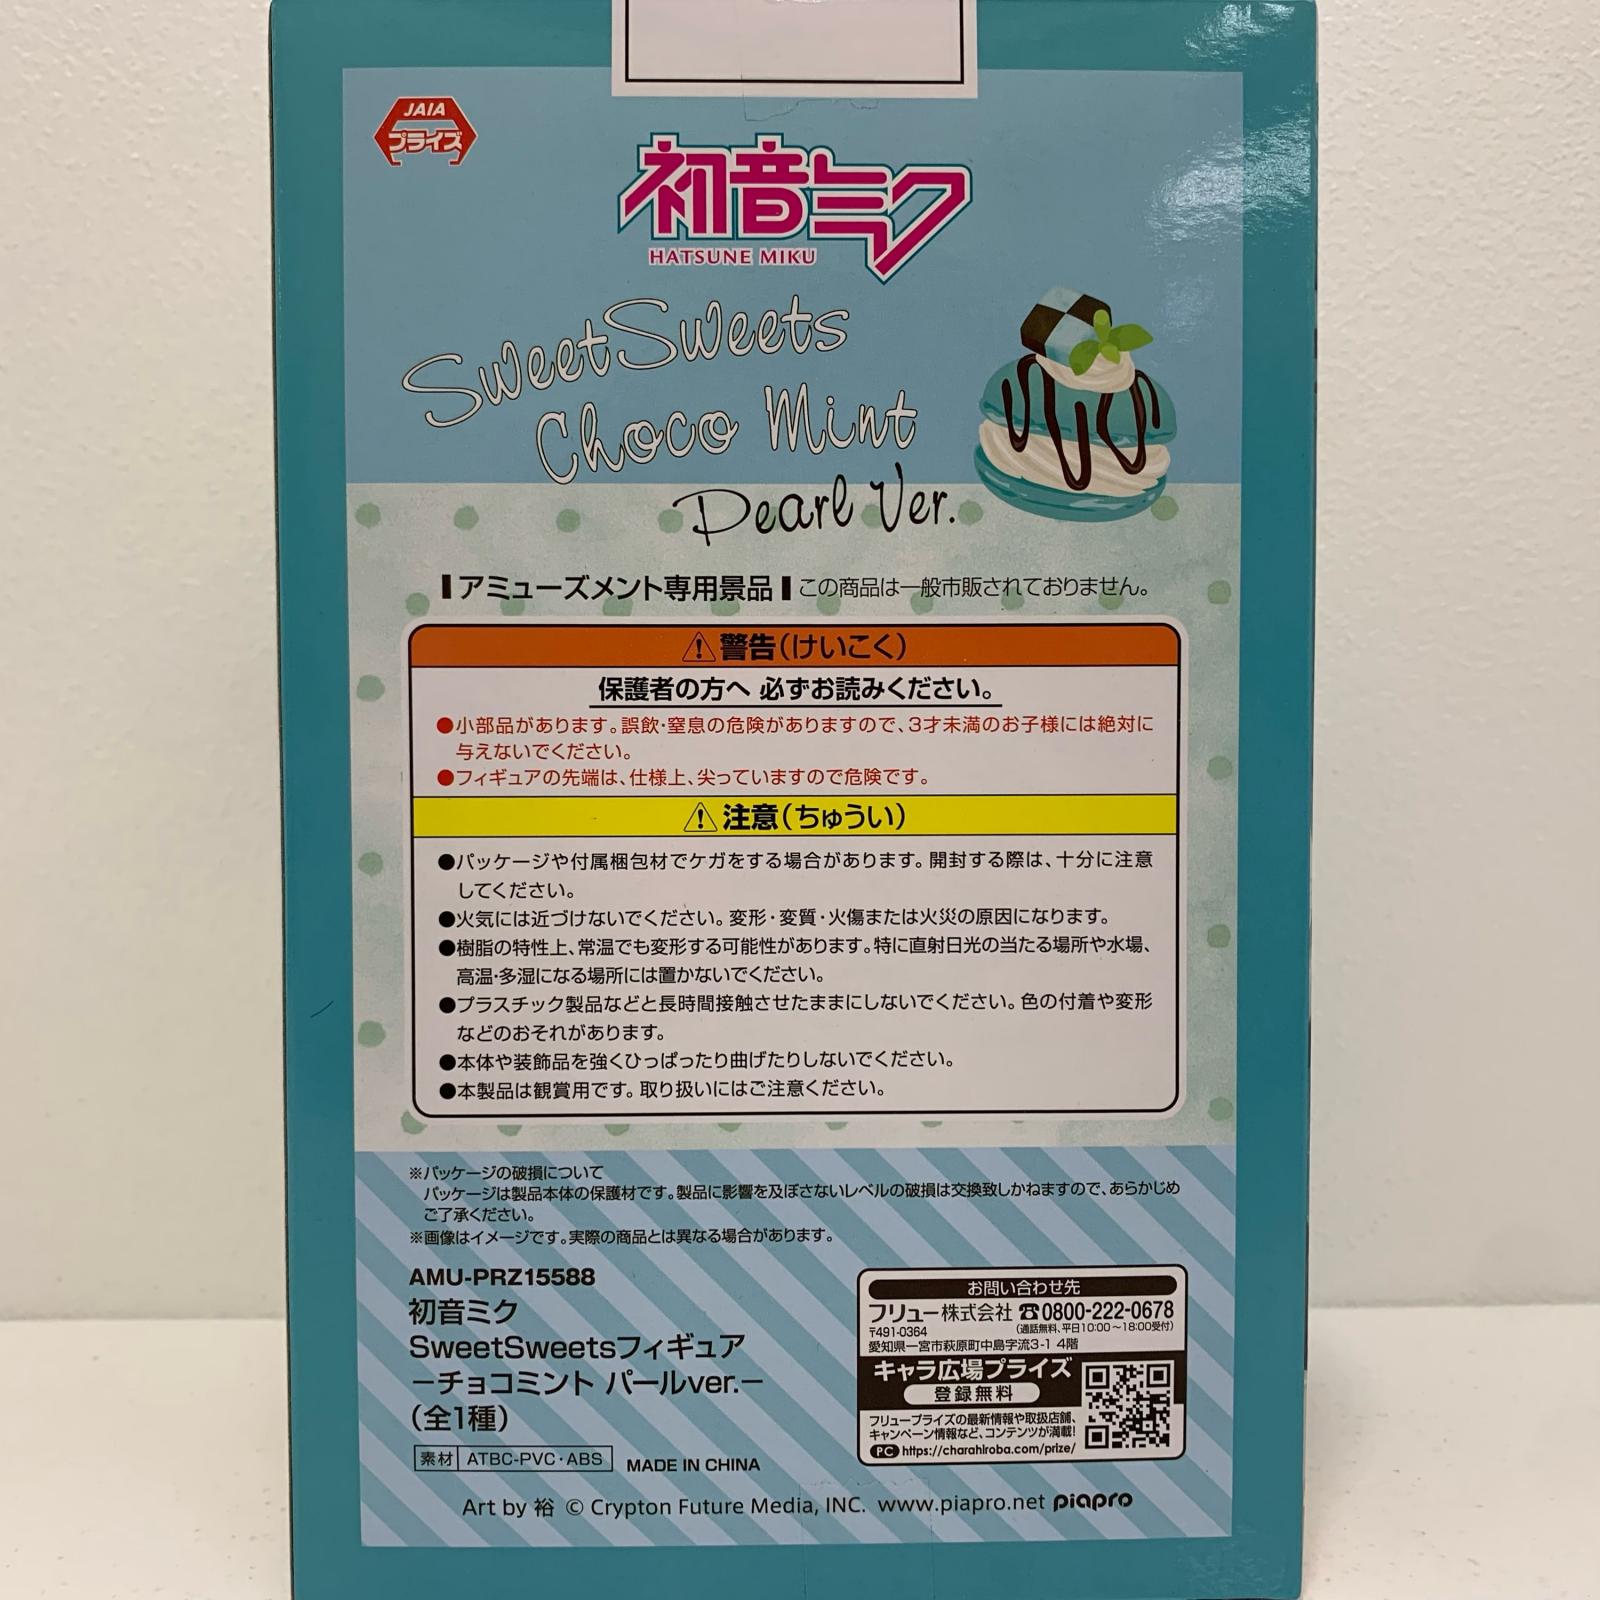 JAIA
プライズ
初音ミク
HATSUNE MIKU
SweetSweets
Choco Mint
Pearl Ver.
アミューズメント専用景品 この商品は一般市販されておりません。
⚠警告(けいこく)
保護者の方へ 必ずお読みください。
●小部品があります。誤飲・窒息の危険がありますので、3才未満のお子様には絶対に
与えないでください。
●フィギュアの先端は、仕様上、尖っていますので危険です。
⚠注意(ちゅうい)
●パッケージや付属梱包材でケガをする場合があります。開封する際は、十分に注意
してください。
●火気には近づけないでください。変形・変質・火傷または火災の原因になります。
●樹脂の特性上、常温でも変形する可能性があります。特に直射日光の当たる場所や水場、
高温・多湿になる場所には置かないでください。
●プラスチック製品などと長時間接触させたままにしないでください。色の付着や変形
などのおそれがあります。
●本体や装飾品を強くひっぱったり曲げたりしないでください。
●本製品は観賞用です。取り扱いにはご注意ください。
※パッケージの破損について
パッケージは製品本体の保護材です。製品に影響を及ぼさないレベルの破損は交換致しかねますので、あらかじめ
ご了承ください。
※画像はイメージです。実際の商品とは異なる場合があります。
AMU-PRZ15588
初音ミク
SweetSweetsフィギュア
−チョコミント パールver.−
(全1種)
素材 ATBC-PVC・ABS MADE IN CHINA
お問い合わせ先
フリュー株式会社 ☎0800-222-0678
〒491-0364 (通話無料、平日10:00〜18:00受付)
愛知県一宮市萩原町中島字流3-1 4階
キャラ広場プライズ
登録無料
フリュープライズの最新情報や取扱店舗、
キャンペーン情報など、コンテンツが満載!
PC https://charahiroba.com/prize/
Art by 裕 © Crypton Future Media, INC. www.piapro.net piapro